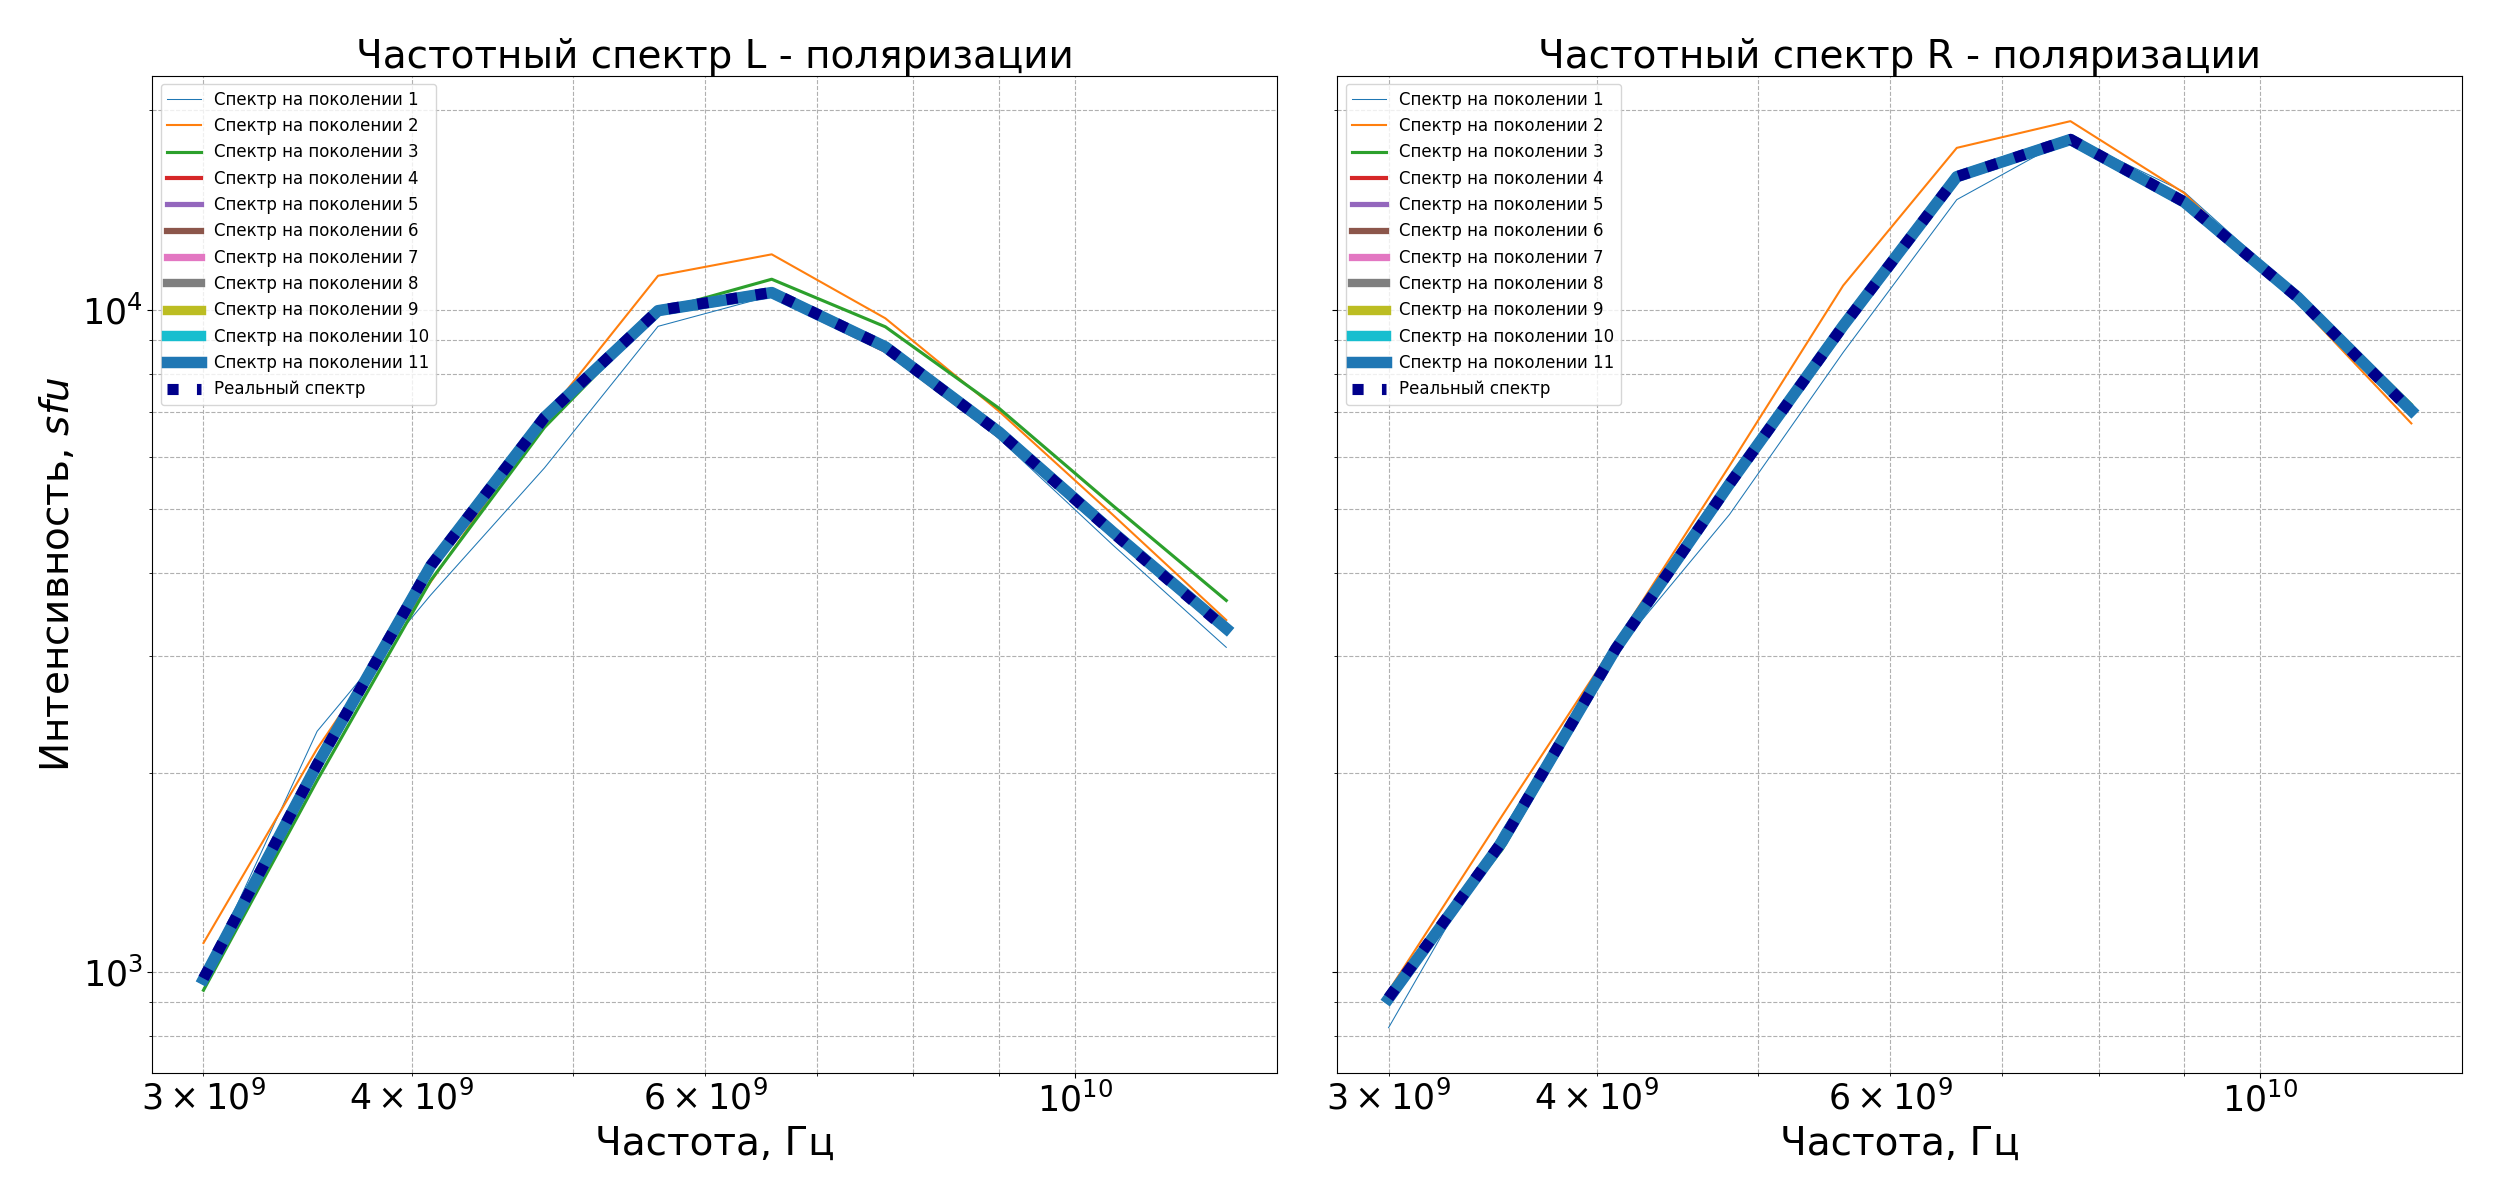 Частотный спектр L - поляризации
Спектр на поколении 1
Спектр на поколении 2
Спектр на поколении 3
Спектр на поколении 4
Спектр на поколении 5
Спектр на поколении 6
Спектр на поколении 7
Спектр на поколении 8
Спектр на поколении 9
Спектр на поколении 10
Спектр на поколении 11
Реальный спектр
Интенсивность, sfu
10⁴
10³
3 × 10⁹
4 × 10⁹
6 × 10⁹
10¹⁰
Частота, Гц
Частотный спектр R - поляризации
Спектр на поколении 1
Спектр на поколении 2
Спектр на поколении 3
Спектр на поколении 4
Спектр на поколении 5
Спектр на поколении 6
Спектр на поколении 7
Спектр на поколении 8
Спектр на поколении 9
Спектр на поколении 10
Спектр на поколении 11
Реальный спектр
3 × 10⁹
4 × 10⁹
6 × 10⁹
10¹⁰
Частота, Гц